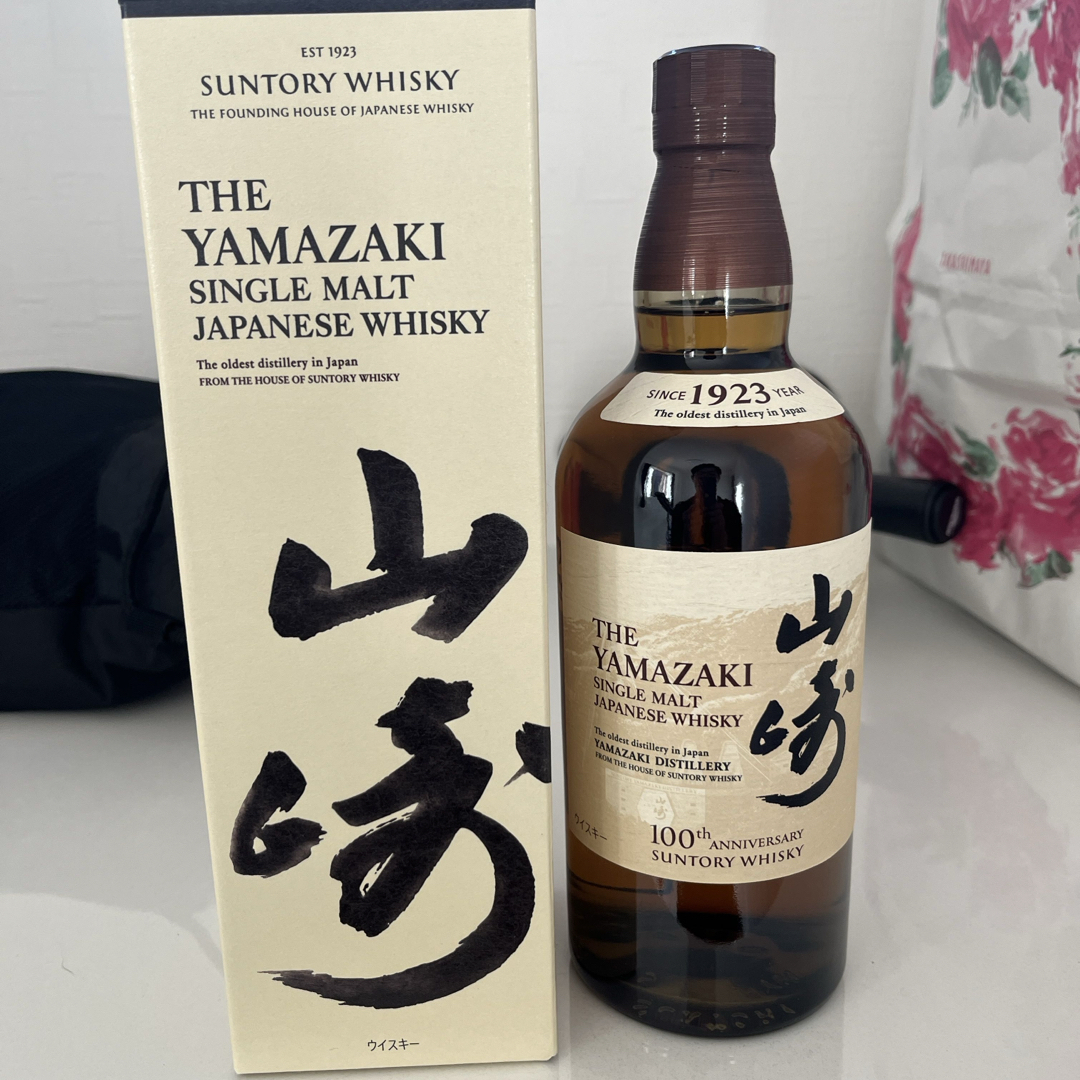 EST 1923
SUNTORY WHISKY
THE FOUNDING HOUSE OF JAPANESE WHISKY
THE
YAMAZAKI
SINGLE MALT
JAPANESE WHISKY
The oldest distillery in Japan
FROM THE HOUSE OF SUNTORY WHISKY
山
崎
ウイスキー
SINCE 1923 YEAR
The oldest distillery in Japan
山
崎
THE
YAMAZAKI
SINGLE MALT
JAPANESE WHISKY
The oldest distillery in Japan
YAMAZAKI DISTILLERY
FROM THE HOUSE OF SUNTORY WHISKY
ウイスキー
100th ANNIVERSARY
SUNTORY WHISKY